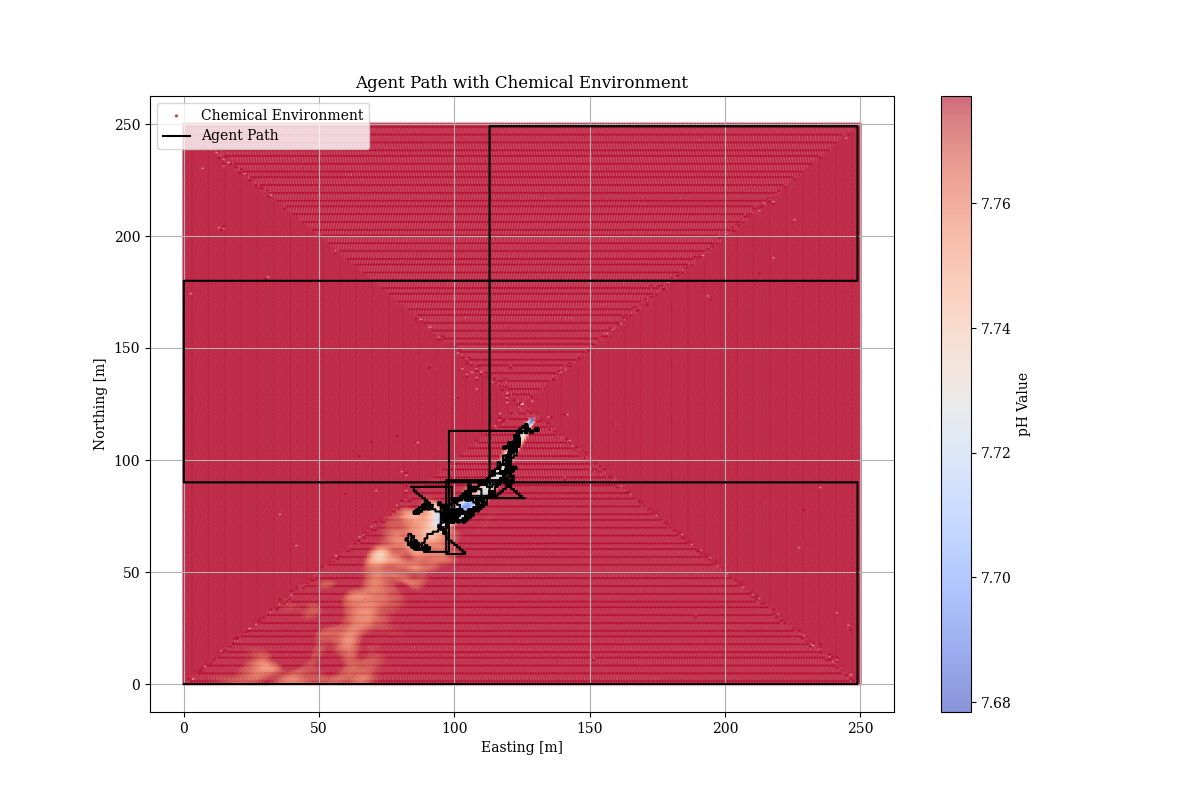 Agent Path with Chemical Environment
Chemical Environment
Agent Path
250
200
150
100
50
0
Northing [m]
0 50 100 150 200 250
Easting [m]
7.76
7.74
7.72
7.70
7.68
pH Value